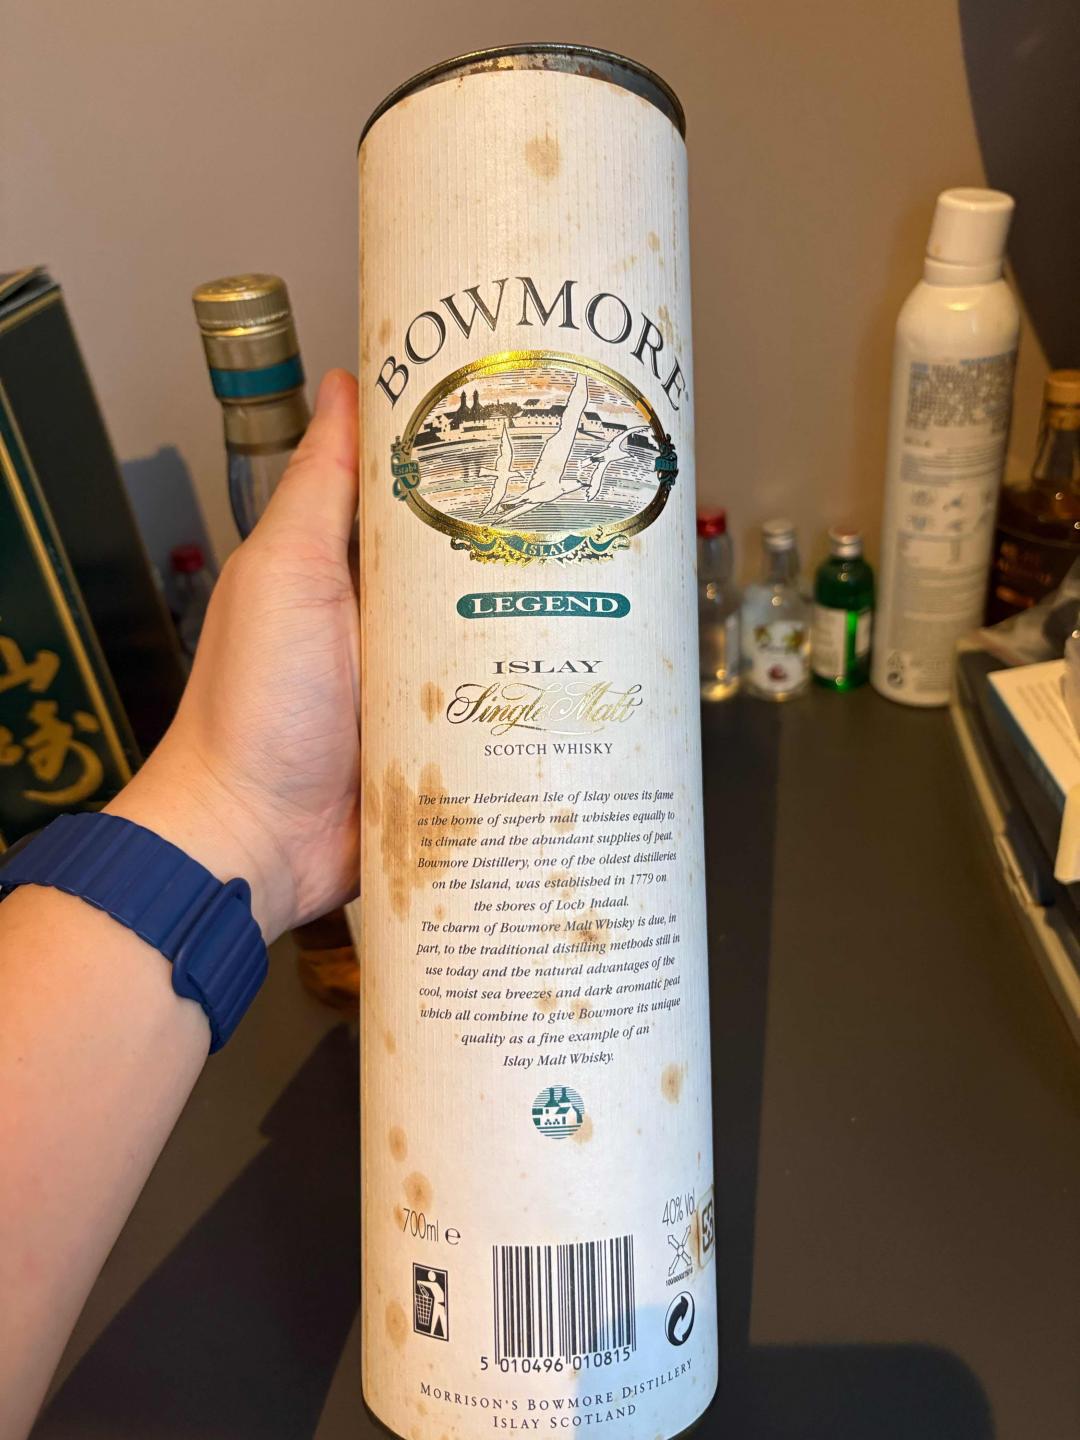 BOWMORE®
Estabd
ISLAY
LEGEND
ISLAY
Single Malt
SCOTCH WHISKY
The inner Hebridean Isle of Islay owes its fame
as the home of superb malt whiskies equally to
its climate and the abundant supplies of peat.
Bowmore Distillery, one of the oldest distilleries
on the Island, was established in 1779 on
the shores of Loch Indaal.
The charm of Bowmore Malt Whisky is due, in
part, to the traditional distilling methods still in
use today and the natural advantages of the
cool, moist sea breezes and dark aromatic peat
which all combine to give Bowmore its unique
quality as a fine example of an
Islay Malt Whisky.
700ml e
40% Vol
5 010496 010815
MORRISON'S BOWMORE DISTILLERY
ISLAY SCOTLAND
山
崎